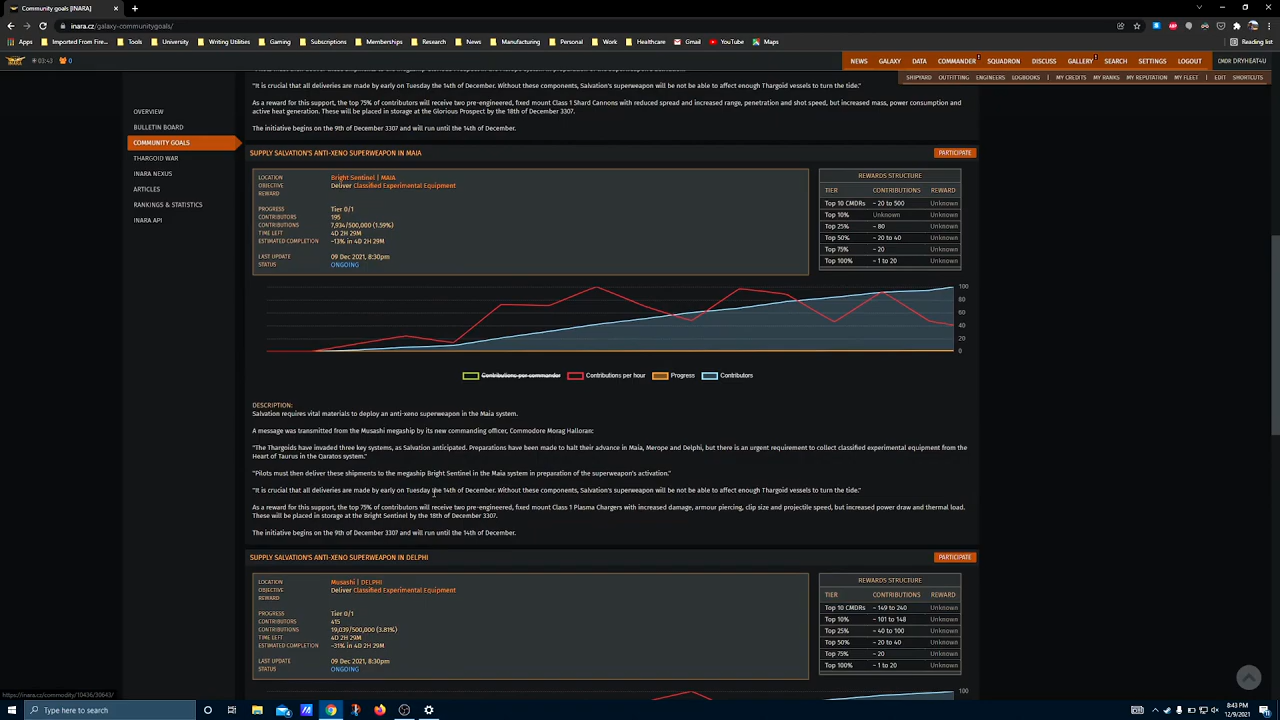 Community goals [INARA]
inara.cz/galaxy-communitygoals/
Apps
Imported From Fire...
Tools
University
Writing Utilities
Gaming
Subscriptions
Memberships
Research
News
Manufacturing
Personal
Work
Healthcare
Gmail
YouTube
Maps
Reading list
03:43
0
NEWS GALAXY DATA COMMANDER SQUADRON DISCUSS GALLERY SEARCH SETTINGS LOGOUT
CMDR DRYHEAT4U
SHIPYARD OUTFITTING ENGINEERS LOGBOOKS MY CREDITS MY RANKS MY REPUTATION MY FLEET EDIT SHORTCUTS
OVERVIEW
BULLETIN BOARD
COMMUNITY GOALS
THARGOID WAR
INARA NEXUS
ARTICLES
RANKINGS & STATISTICS
INARA API
"It is crucial that all deliveries are made by early on Tuesday the 14th of December. Without these components, Salvation's superweapon will be not be able to affect enough Thargoid vessels to turn the tide."
As a reward for this support, the top 75% of contributors will receive two pre-engineered, fixed mount Class 1 Shard Cannons with reduced spread and increased range, penetration and shot speed, but increased mass, power consumption and
active heat generation. These will be placed in storage at the Glorious Prospect by the 18th of December 3307.
The initiative begins on the 9th of December 3307 and will run until the 14th of December.
SUPPLY SALVATION'S ANTI-XENO SUPERWEAPON IN MAIA
PARTICIPATE
LOCATION Bright Sentinel | MAIA
OBJECTIVE Deliver Classified Experimental Equipment
REWARD
PROGRESS Tier 0/1
CONTRIBUTORS 195
CONTRIBUTIONS 7,934/500,000 (1.59%)
TIME LEFT 4D 2H 29M
ESTIMATED COMPLETION ~13% in 4D 2H 29M
LAST UPDATE 09 Dec 2021, 8:30pm
STATUS ONGOING
REWARDS STRUCTURE
TIER CONTRIBUTIONS REWARD
Top 10 CMDRs ~ 20 to 500 Unknown
Top 10% Unknown Unknown
Top 25% ~ 80 Unknown
Top 50% ~ 20 to 40 Unknown
Top 75% ~ 20 Unknown
Top 100% ~ 1 to 20 Unknown
100
80
60
40
20
0
Contributions per commander Contributions per hour Progress Contributors
DESCRIPTION:
Salvation requires vital materials to deploy an anti-xeno superweapon in the Maia system.
A message was transmitted from the Musashi megaship by its new commanding officer, Commodore Morag Halloran:
"The Thargoids have invaded three key systems, as Salvation anticipated. Preparations have been made to halt their advance in Maia, Merope and Delphi, but there is an urgent requirement to collect classified experimental equipment from the
Heart of Taurus in the Qaratos system."
"Pilots must then deliver these shipments to the megaship Bright Sentinel in the Maia system in preparation of the superweapon's activation."
"It is crucial that all deliveries are made by early on Tuesday the 14th of December. Without these components, Salvation's superweapon will be not be able to affect enough Thargoid vessels to turn the tide."
As a reward for this support, the top 75% of contributors will receive two pre-engineered, fixed mount Class 1 Plasma Chargers with increased damage, armour piercing, clip size and projectile speed, but increased power draw and thermal load.
These will be placed in storage at the Bright Sentinel by the 18th of December 3307.
The initiative begins on the 9th of December 3307 and will run until the 14th of December.
SUPPLY SALVATION'S ANTI-XENO SUPERWEAPON IN DELPHI
PARTICIPATE
LOCATION Musashi | DELPHI
OBJECTIVE Deliver Classified Experimental Equipment
REWARD
PROGRESS Tier 0/1
CONTRIBUTORS 415
CONTRIBUTIONS 19,039/500,000 (3.81%)
TIME LEFT 4D 2H 29M
ESTIMATED COMPLETION ~31% in 4D 2H 29M
LAST UPDATE 09 Dec 2021, 8:30pm
STATUS ONGOING
REWARDS STRUCTURE
TIER CONTRIBUTIONS REWARD
Top 10 CMDRs ~ 149 to 240 Unknown
Top 10% ~ 101 to 148 Unknown
Top 25% ~ 40 to 100 Unknown
Top 50% ~ 20 to 40 Unknown
Top 75% ~ 20 Unknown
Top 100% ~ 1 to 20 Unknown
100
https://inara.cz/commodity/10436/30643/
Type here to search
8:43 PM
12/9/2021